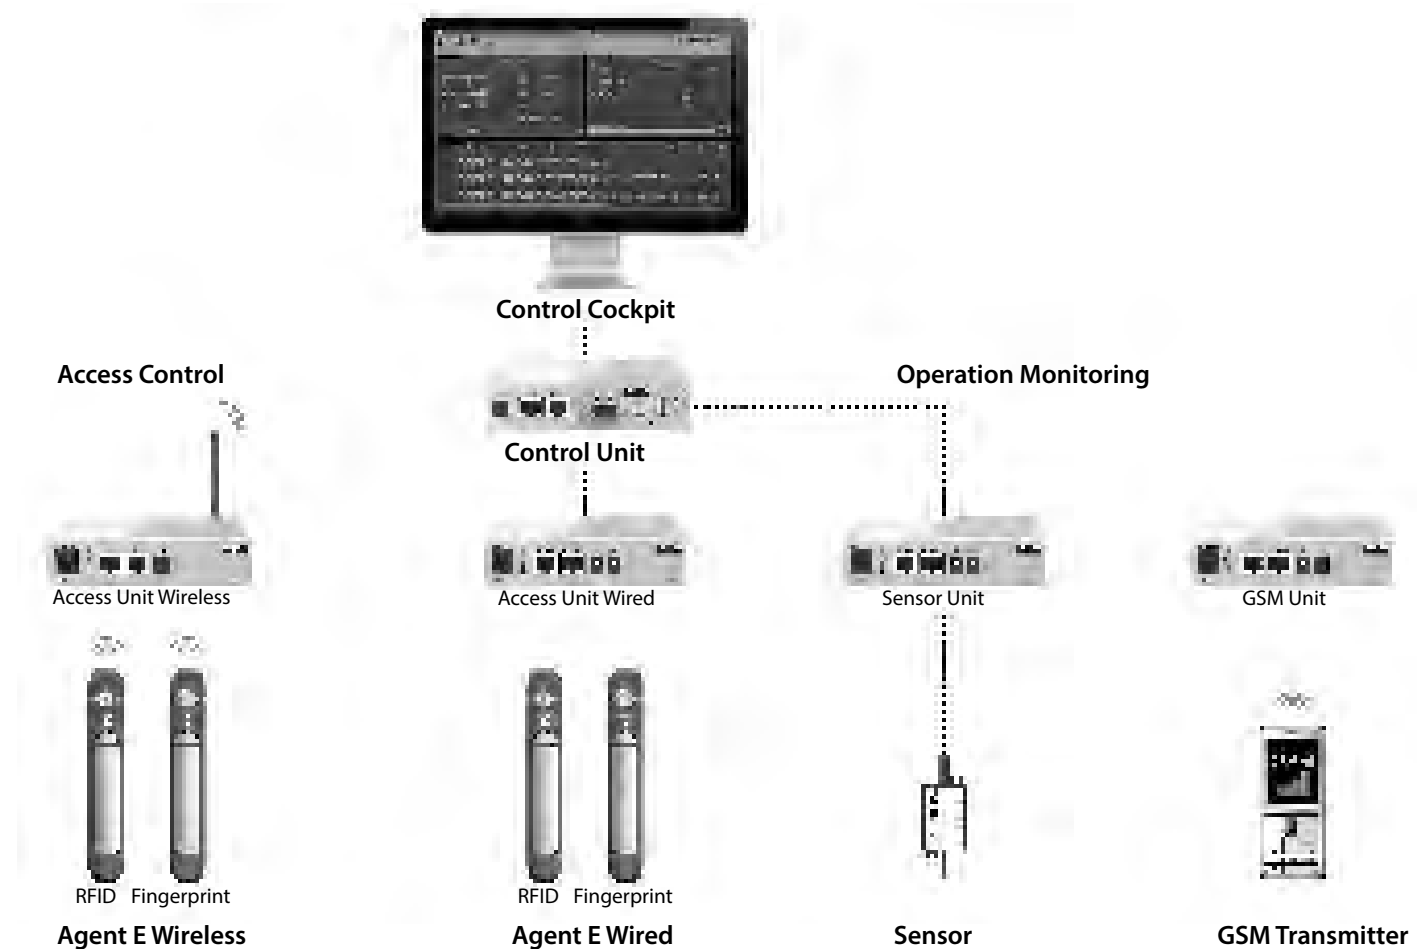 Control Cockpit
Access Control
Operation Monitoring
Control Unit
Access Unit Wireless
Access Unit Wired
Sensor Unit
GSM Unit
RFID Fingerprint
RFID Fingerprint
Agent E Wireless
Agent E Wired
Sensor
GSM Transmitter